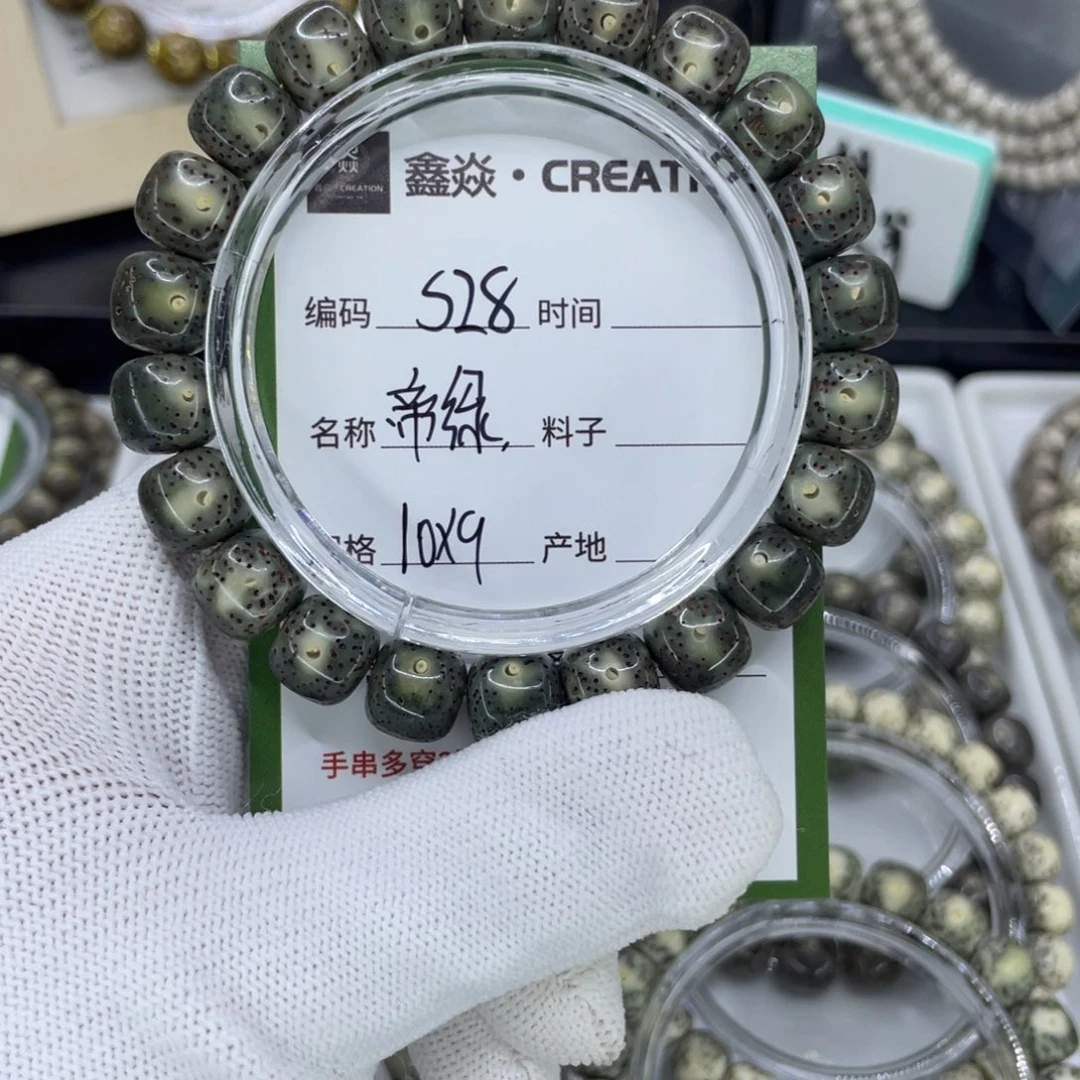 鑫焱·CREATI
编码 S28 时间
名称 帝绿 料子
格 10X9 产地
手串多